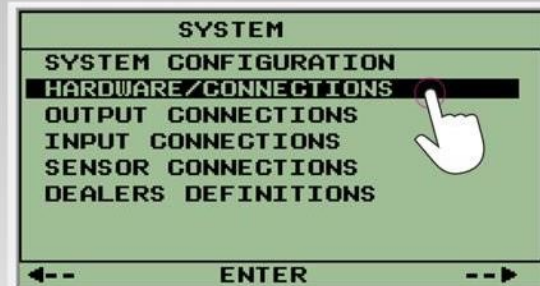 SYSTEM
SYSTEM CONFIGURATION
HARDWARE/CONNECTIONS
OUTPUT CONNECTIONS
INPUT CONNECTIONS
SENSOR CONNECTIONS
DEALERS DEFINITIONS
◄-- ENTER --►